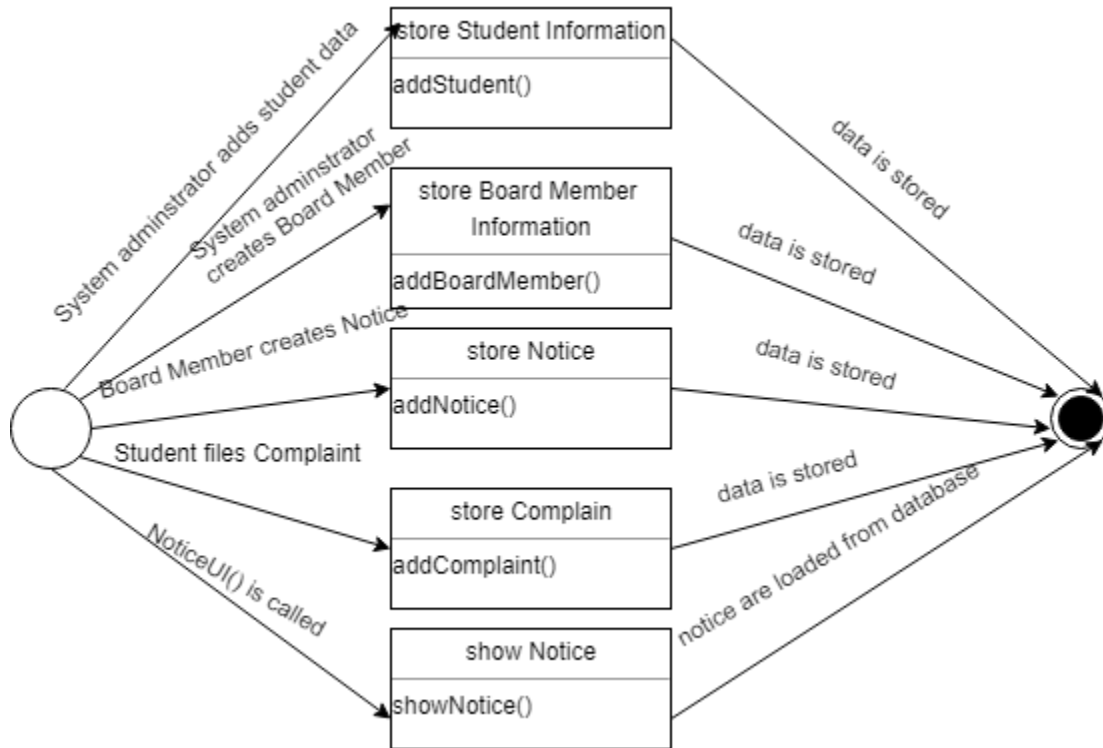 store Student Information
addStudent()
System adminstrator adds student data
data is stored
System adminstrator
creates Board Member
store Board Member
Information
addBoardMember()
data is stored
Board Member creates Notice
store Notice
addNotice()
data is stored
Student files Complaint
store Complain
addComplaint()
data is stored
NoticeUI() is called
show Notice
showNotice()
notice are loaded from database